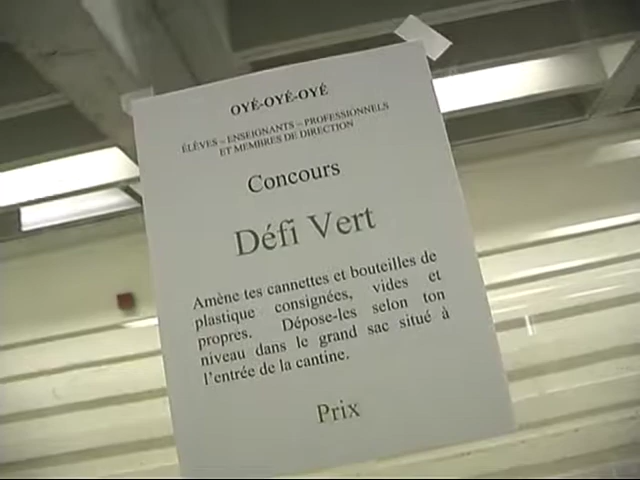 OYÉ-OYÉ-OYÉ
ÉLÈVES – ENSEIGNANTS – PROFESSIONNELS
ET MEMBRES DE DIRECTION
Concours
Défi Vert
Amène tes cannettes et bouteilles de
plastique consignées, vides et
propres. Dépose-les selon ton
niveau dans le grand sac situé à
l'entrée de la cantine.
Prix